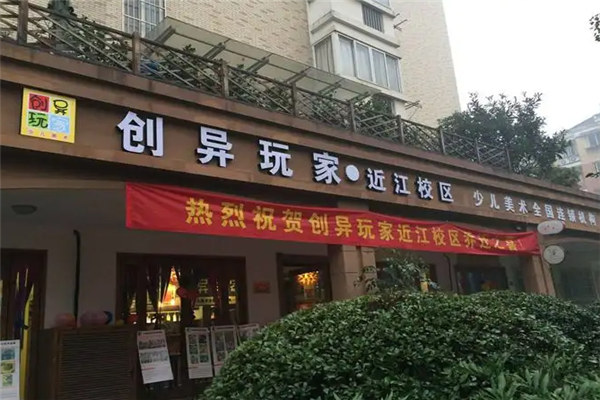 创异
玩家
创异玩家·近江校区 少儿美术全国连锁机构
热烈祝贺创异玩家近江校区乔迁之喜